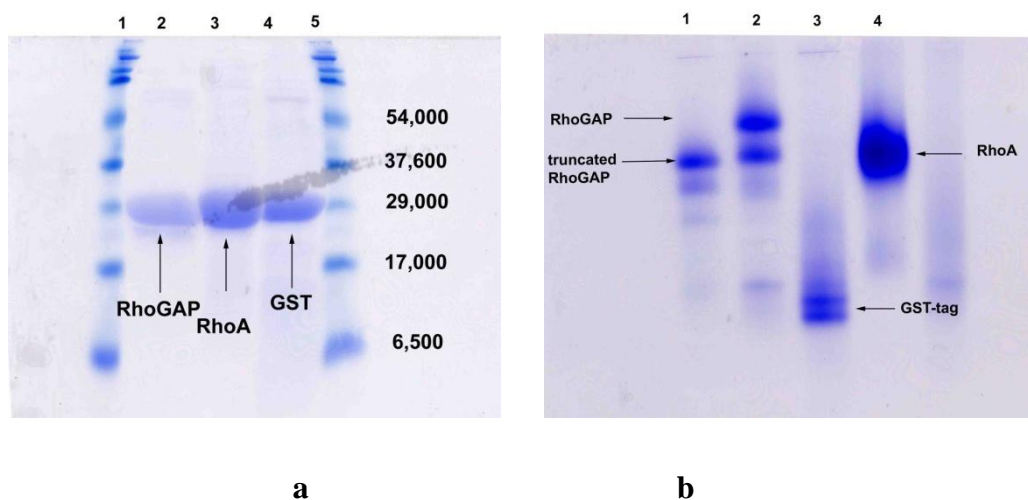 1 2 3 4 5
54,000
37,600
29,000
17,000
6,500
RhoGAP
RhoA
GST
a
1 2 3 4
RhoGAP
truncated
RhoGAP
RhoA
GST-tag
b